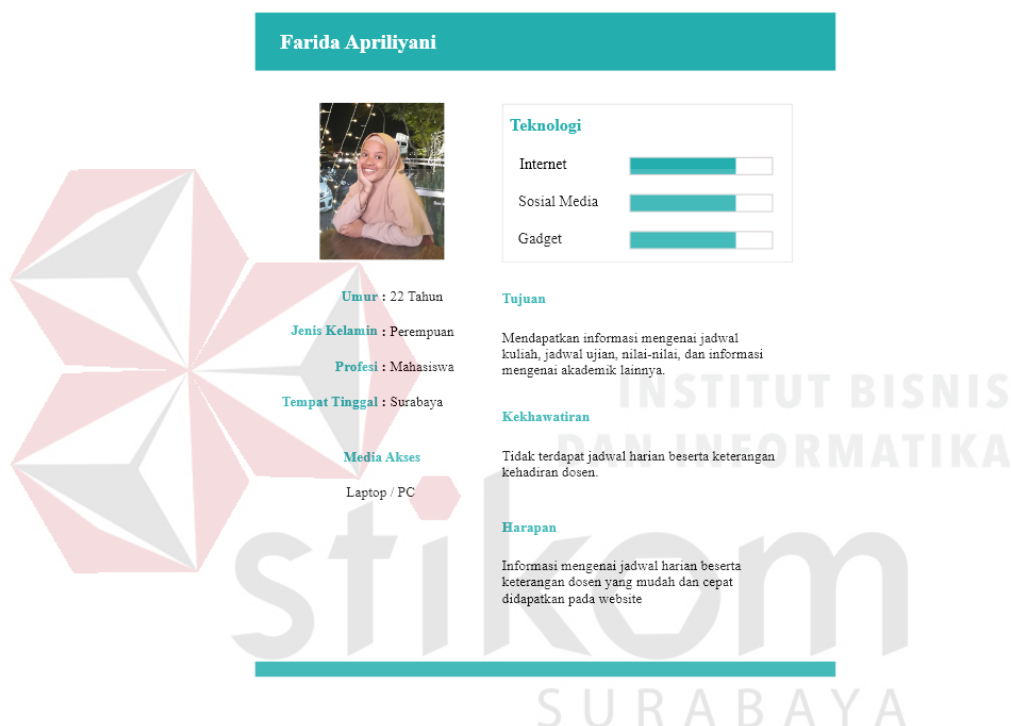 Farida Apriliyani
Teknologi
Internet
Sosial Media
Gadget
Umur : 22 Tahun
Jenis Kelamin : Perempuan
Profesi : Mahasiswa
Tempat Tinggal : Surabaya
Media Akses
Laptop / PC
Tujuan
Mendapatkan informasi mengenai jadwal
kuliah, jadwal ujian, nilai-nilai, dan informasi
mengenai akademik lainnya.
Kekhawatiran
Tidak terdapat jadwal harian beserta keterangan
kehadiran dosen.
Harapan
Informasi mengenai jadwal harian beserta
keterangan dosen yang mudah dan cepat
didapatkan pada website
INSTITUT BISNIS
DAN INFORMATIKA
stikom
SURABAYA